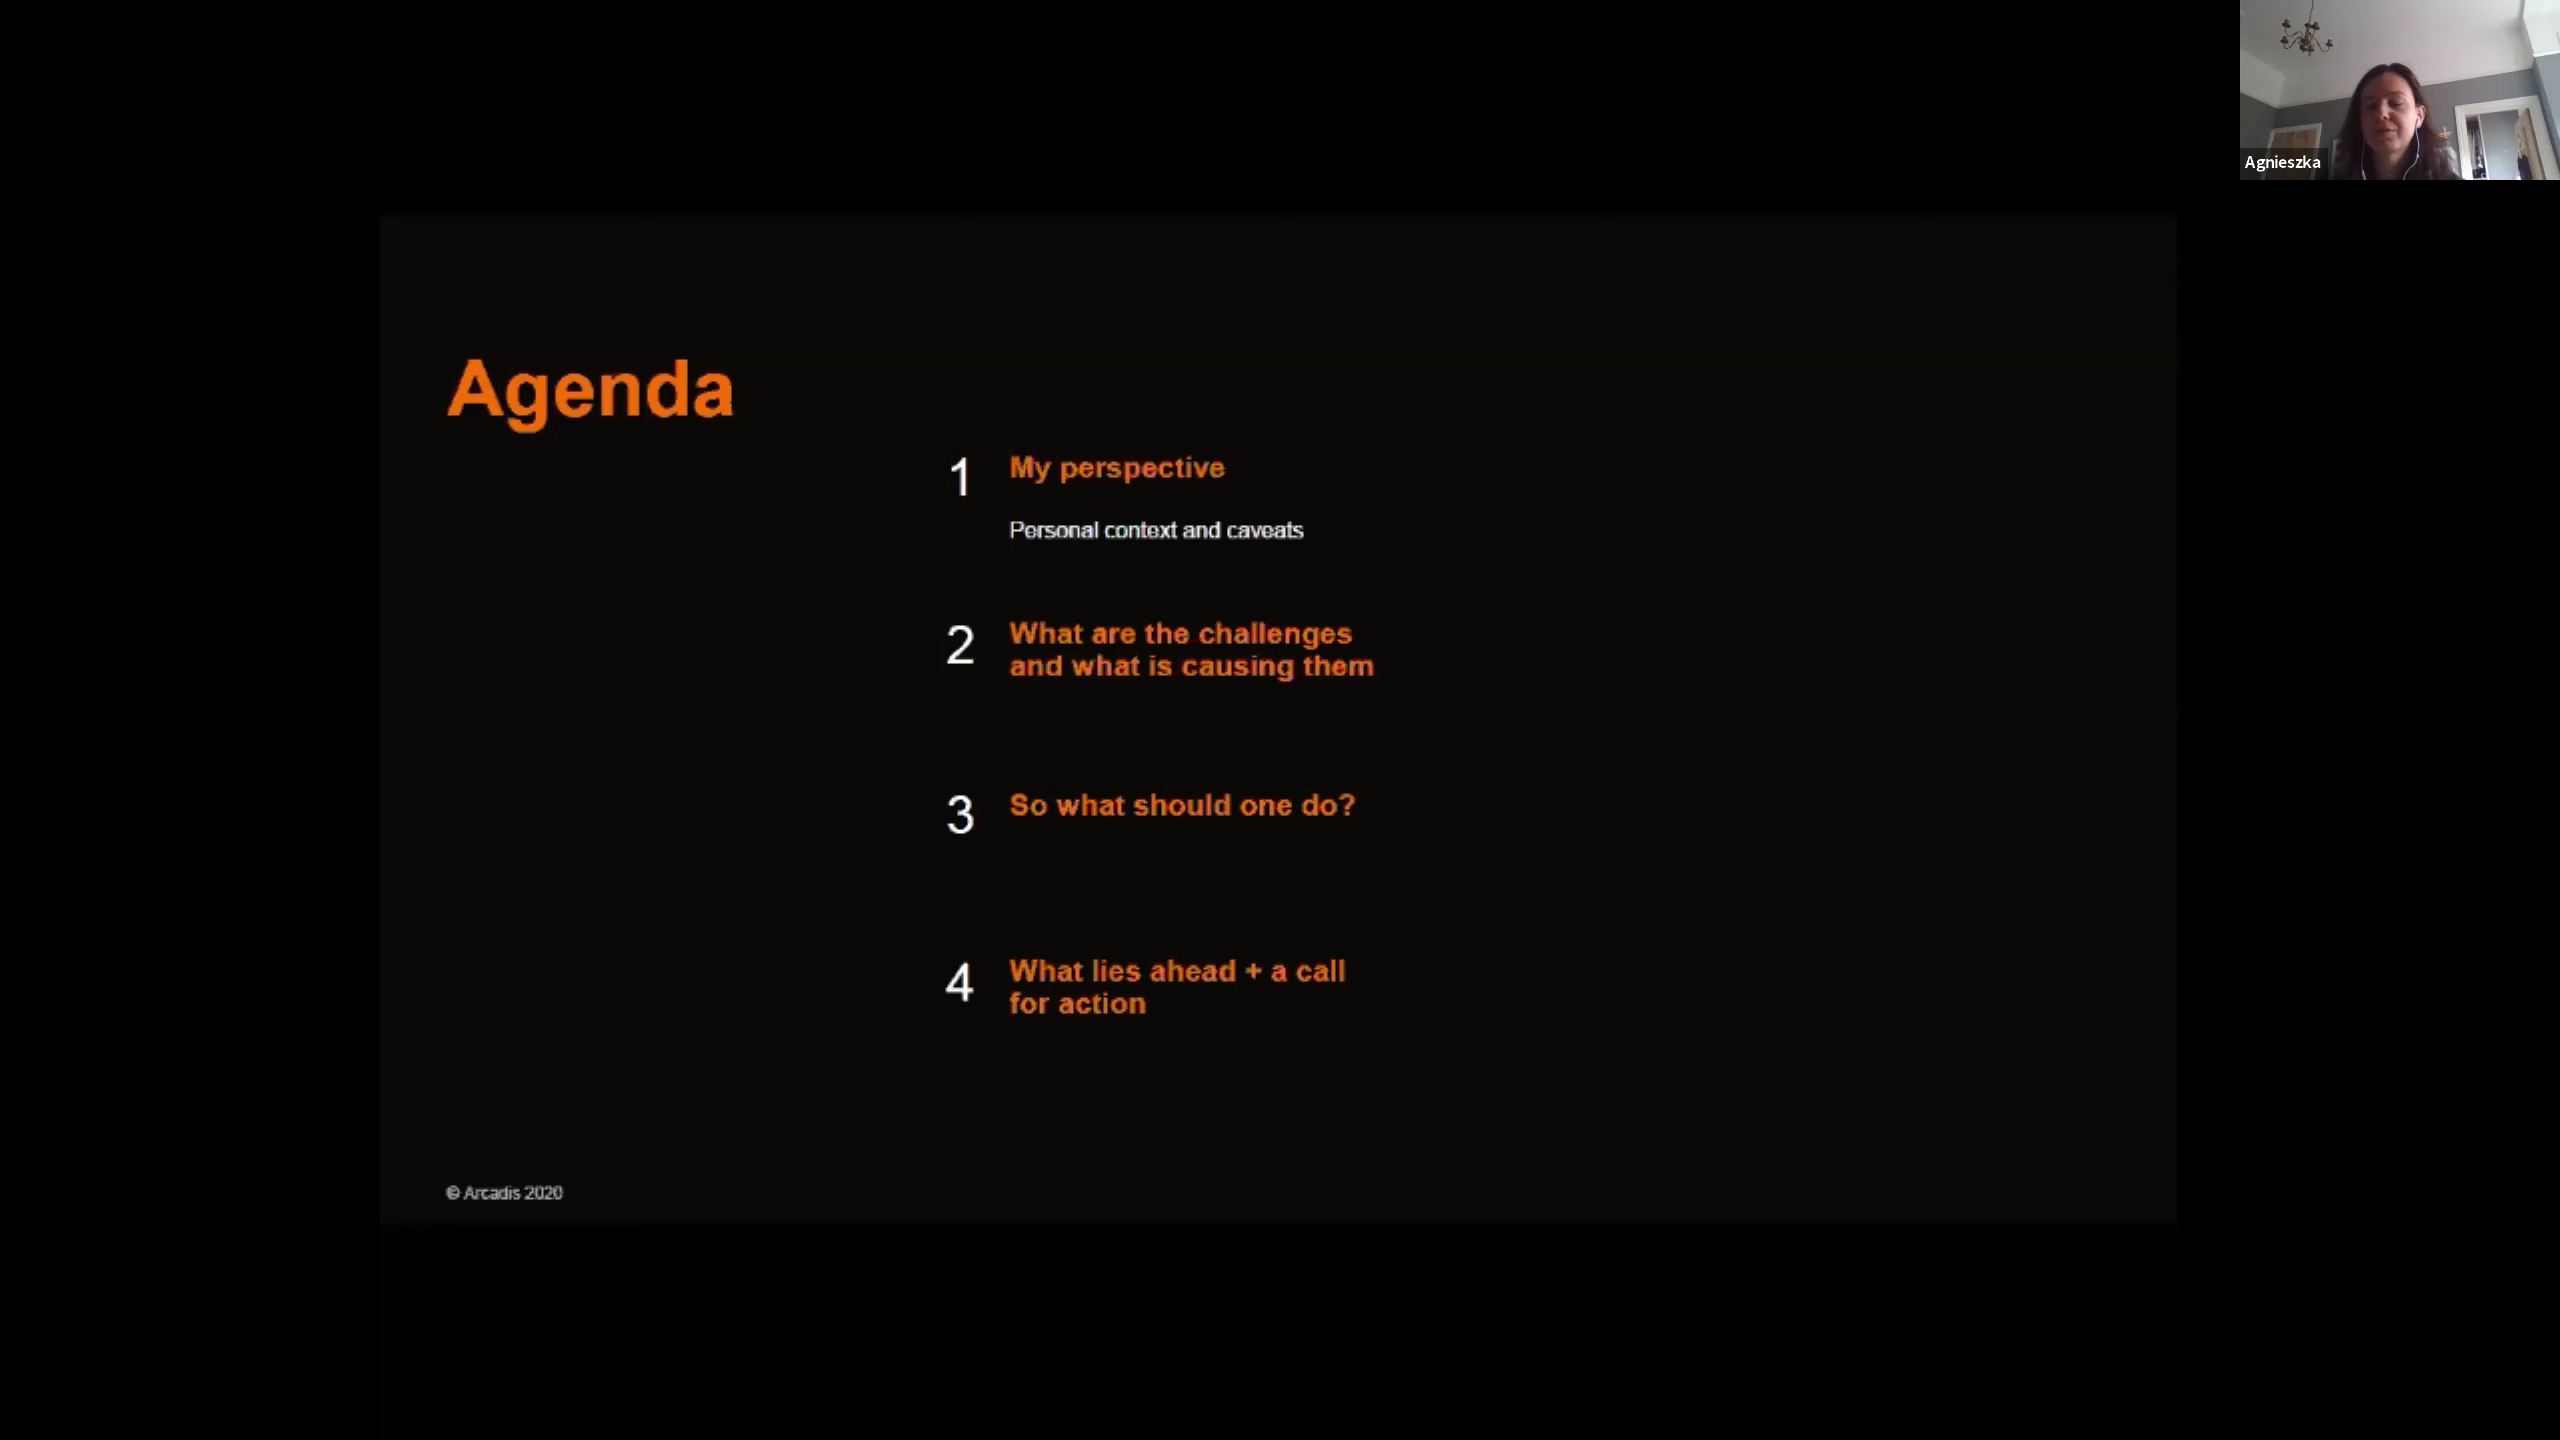 Agnieszka
Agenda
1
My perspective
Personal context and caveats
2
What are the challenges
and what is causing them
3
So what should one do?
4
What lies ahead + a call
for action
© Arcadis 2020